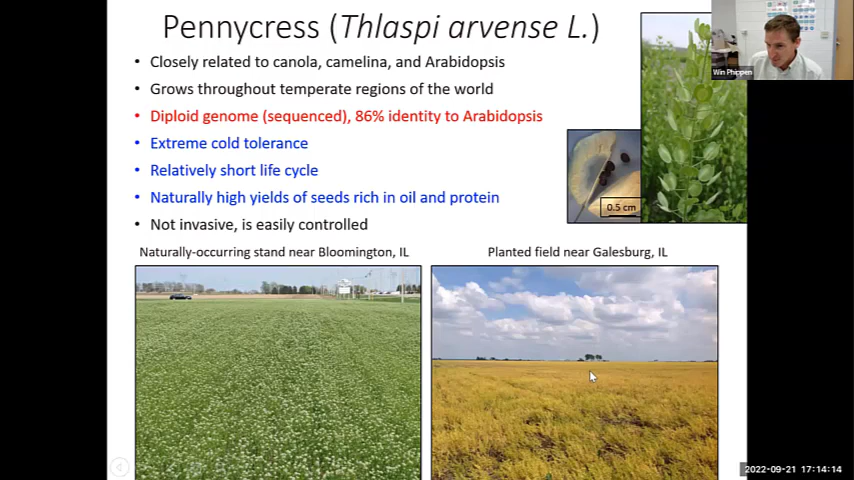 Pennycress (Thlaspi arvense L.)
• Closely related to canola, camelina, and Arabidopsis
• Grows throughout temperate regions of the world
• Diploid genome (sequenced), 86% identity to Arabidopsis
• Extreme cold tolerance
• Relatively short life cycle
• Naturally high yields of seeds rich in oil and protein
• Not invasive, is easily controlled
Win Phippen
0.5 cm
Naturally-occurring stand near Bloomington, IL
Planted field near Galesburg, IL
2022-09-21 17:14:14